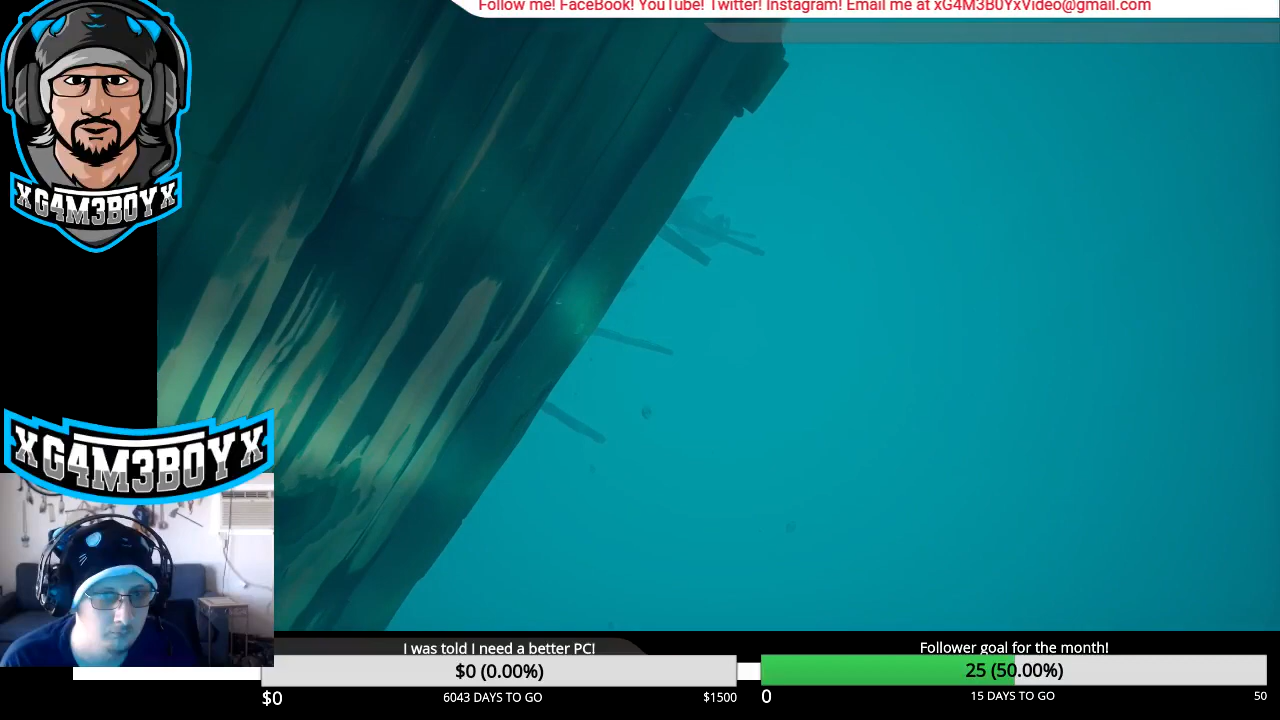 Follow me! FaceBook! YouTube! Twitter! Instagram! Email me at xG4M3B0YxVideo@gmail.com
XG4M3B0YX
XG4M3B0YX
I was told I need a better PC!
$0 (0.00%)
$0
6043 DAYS TO GO
$1500
Follower goal for the month!
25 (50.00%)
0
15 DAYS TO GO
50